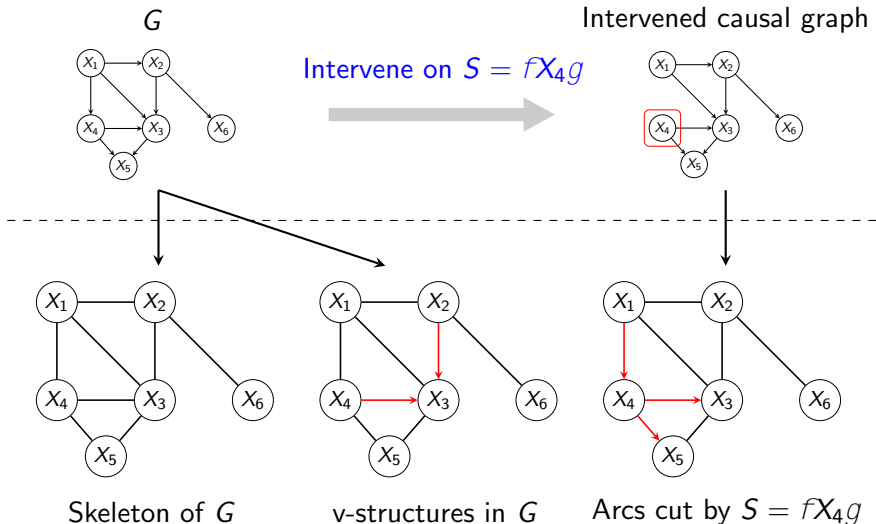 G
Intervened causal graph
Intervene on S = fX4g
X1 X2
X4 X3 X6
X5
X1 X2
X4 X3 X6
X5
X1 X2
X4 X3 X6
X5
X1 X2
X4 X3 X6
X5
X1 X2
X4 X3 X6
X5
Skeleton of G
v-structures in G
Arcs cut by S = fX4g